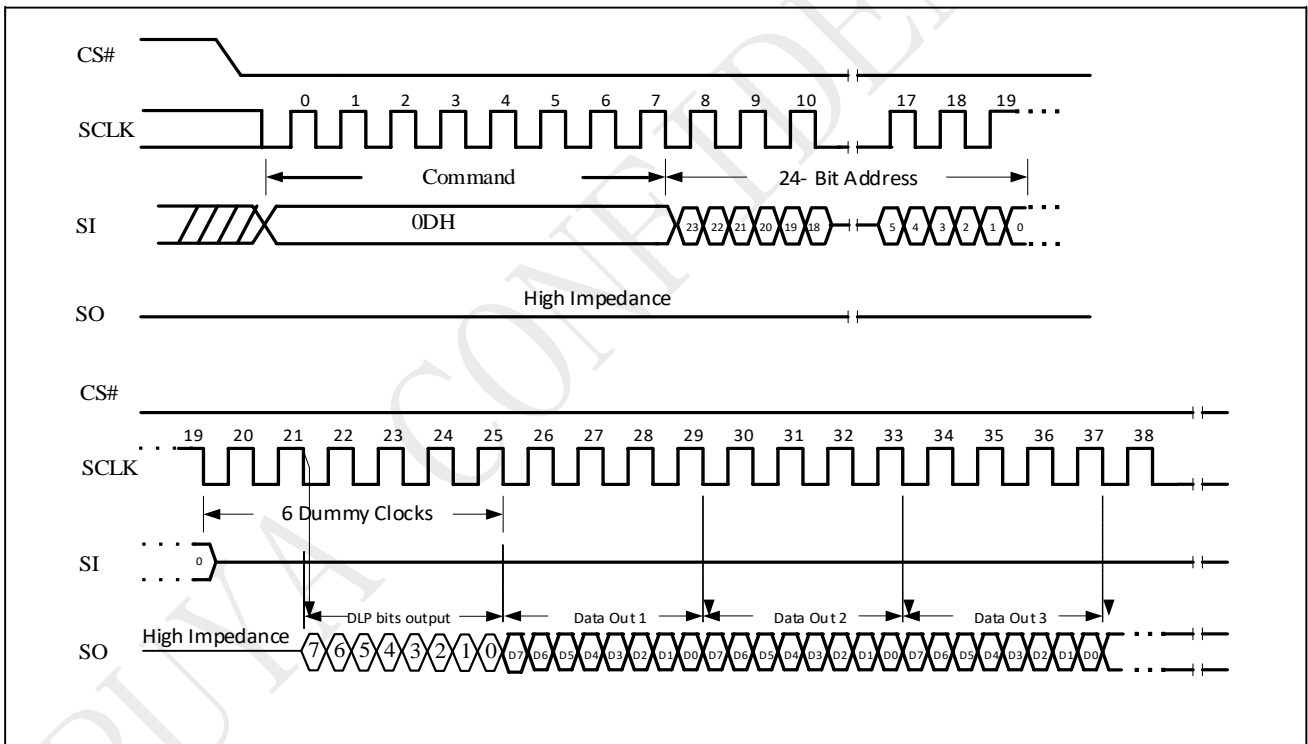 CS#
0 1 2 3 4 5 6 7 8 9 10 17 18 19
SCLK
Command 24- Bit Address
SI 0DH 23 22 21 20 19 18 5 4 3 2 1 0
High Impedance
SO
CS#
19 20 21 22 23 24 25 26 27 28 29 30 31 32 33 34 35 36 37 38
SCLK
6 Dummy Clocks
SI 0
DLP bits output Data Out 1 Data Out 2 Data Out 3
High Impedance
SO 7 6 5 4 3 2 1 0 D7 D6 D5 D4 D3 D2 D1 D0 D7 D6 D5 D4 D3 D2 D1 D0 D7 D6 D5 D4 D3 D2 D1 D0
PUYA CONFIDE